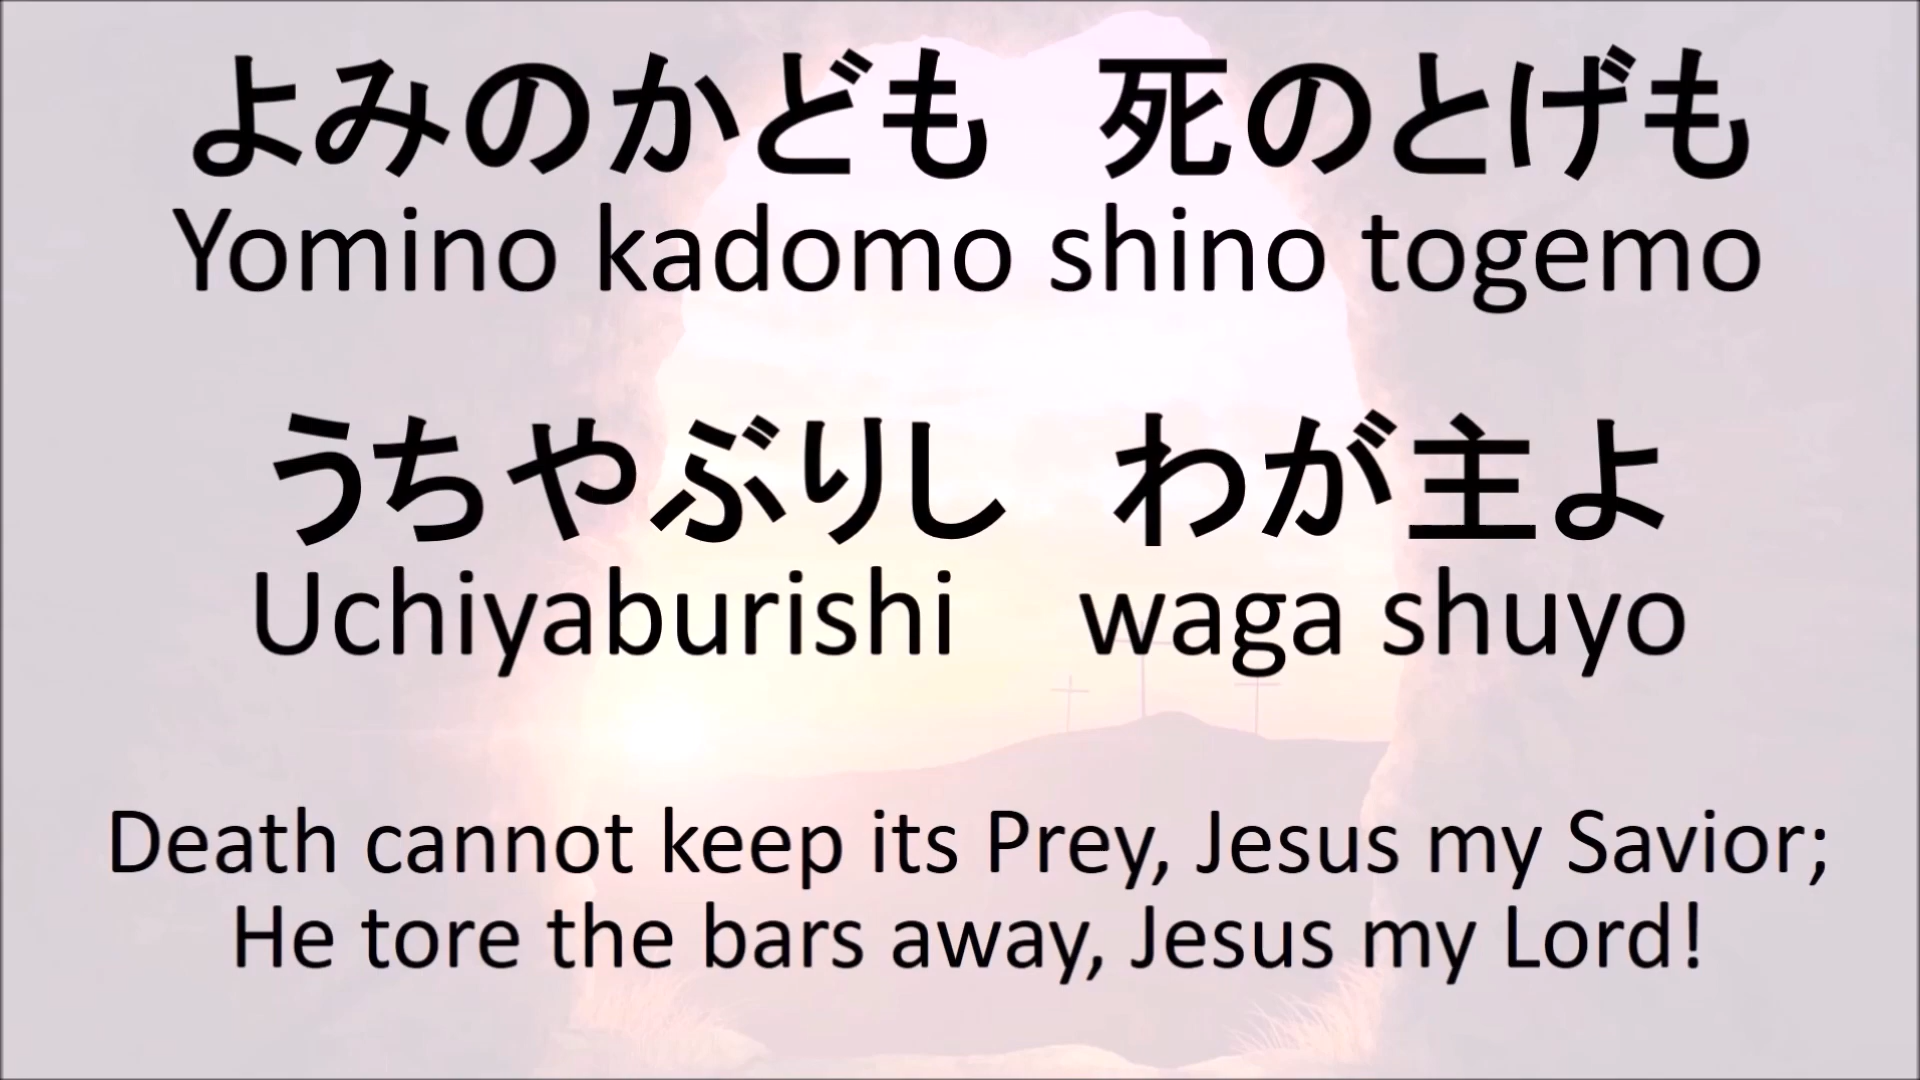 よみのかども　死のとげも
Yomino kadomo shino togemo
うちやぶりし　わが主よ
Uchiyaburishi waga shuyo
Death cannot keep its Prey, Jesus my Savior;
He tore the bars away, Jesus my Lord!